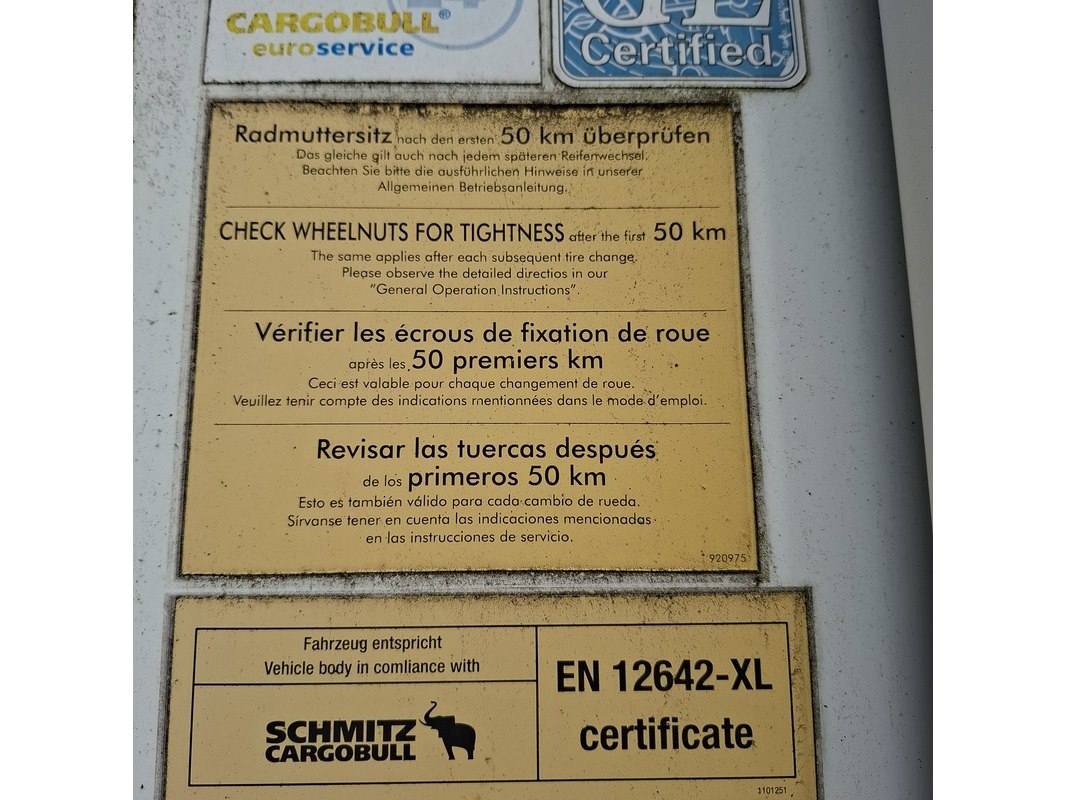 CARGOBULL®
euroservice
Certified
Radmuttersitz nach den ersten 50 km überprüfen
Das gleiche gilt auch nach jedem späteren Reifenwechsel.
Beachten Sie bitte die ausführlichen Hinweise in unserer
Allgemeinen Betriebsanleitung.
CHECK WHEELNUTS FOR TIGHTNESS after the first 50 km
The same applies after each subsequent tire change.
Please observe the detailed directios in our
"General Operation Instructions".
Vérifier les écrous de fixation de roue
après les 50 premiers km
Ceci est valable pour chaque changement de roue.
Veuillez tenir compte des indications mentionnées dans le mode d'emploi.
Revisar las tuercas después
de los primeros 50 km
Esto es también válido para cada cambio de rueda.
Sírvanse tener en cuenta las indicaciones mencionadas
en las instrucciones de servicio.
920975
Fahrzeug entspricht
Vehicle body in comliance with
SCHMITZ
CARGOBULL
EN 12642-XL
certificate
1101251